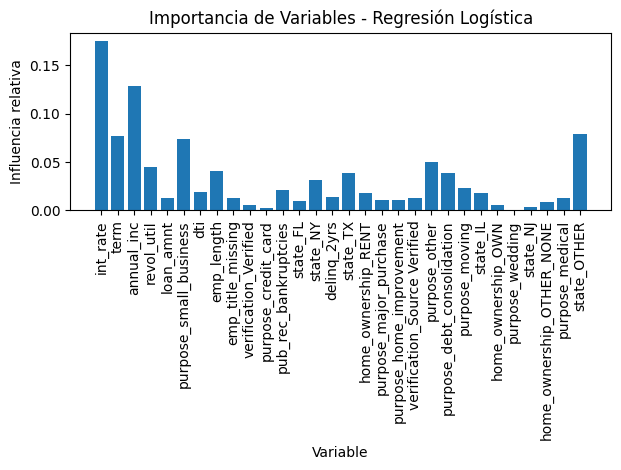 Importancia de Variables - Regresión Logística
Influencia relativa
0.15
0.10
0.05
0.00
int_rate
term
annual_inc
revol_util
loan_amnt
purpose_small_business
dti
emp_length
emp_title_missing
verification_Verified
purpose_credit_card
pub_rec_bankruptcies
state_FL
state_NY
delinq_2yrs
state_TX
home_ownership_RENT
purpose_major_purchase
purpose_home_improvement
verification_Source Verified
purpose_other
purpose_debt_consolidation
purpose_moving
state_IL
home_ownership_OWN
purpose_wedding
state_NJ
home_ownership_OTHER_NONE
purpose_medical
state_OTHER
Variable